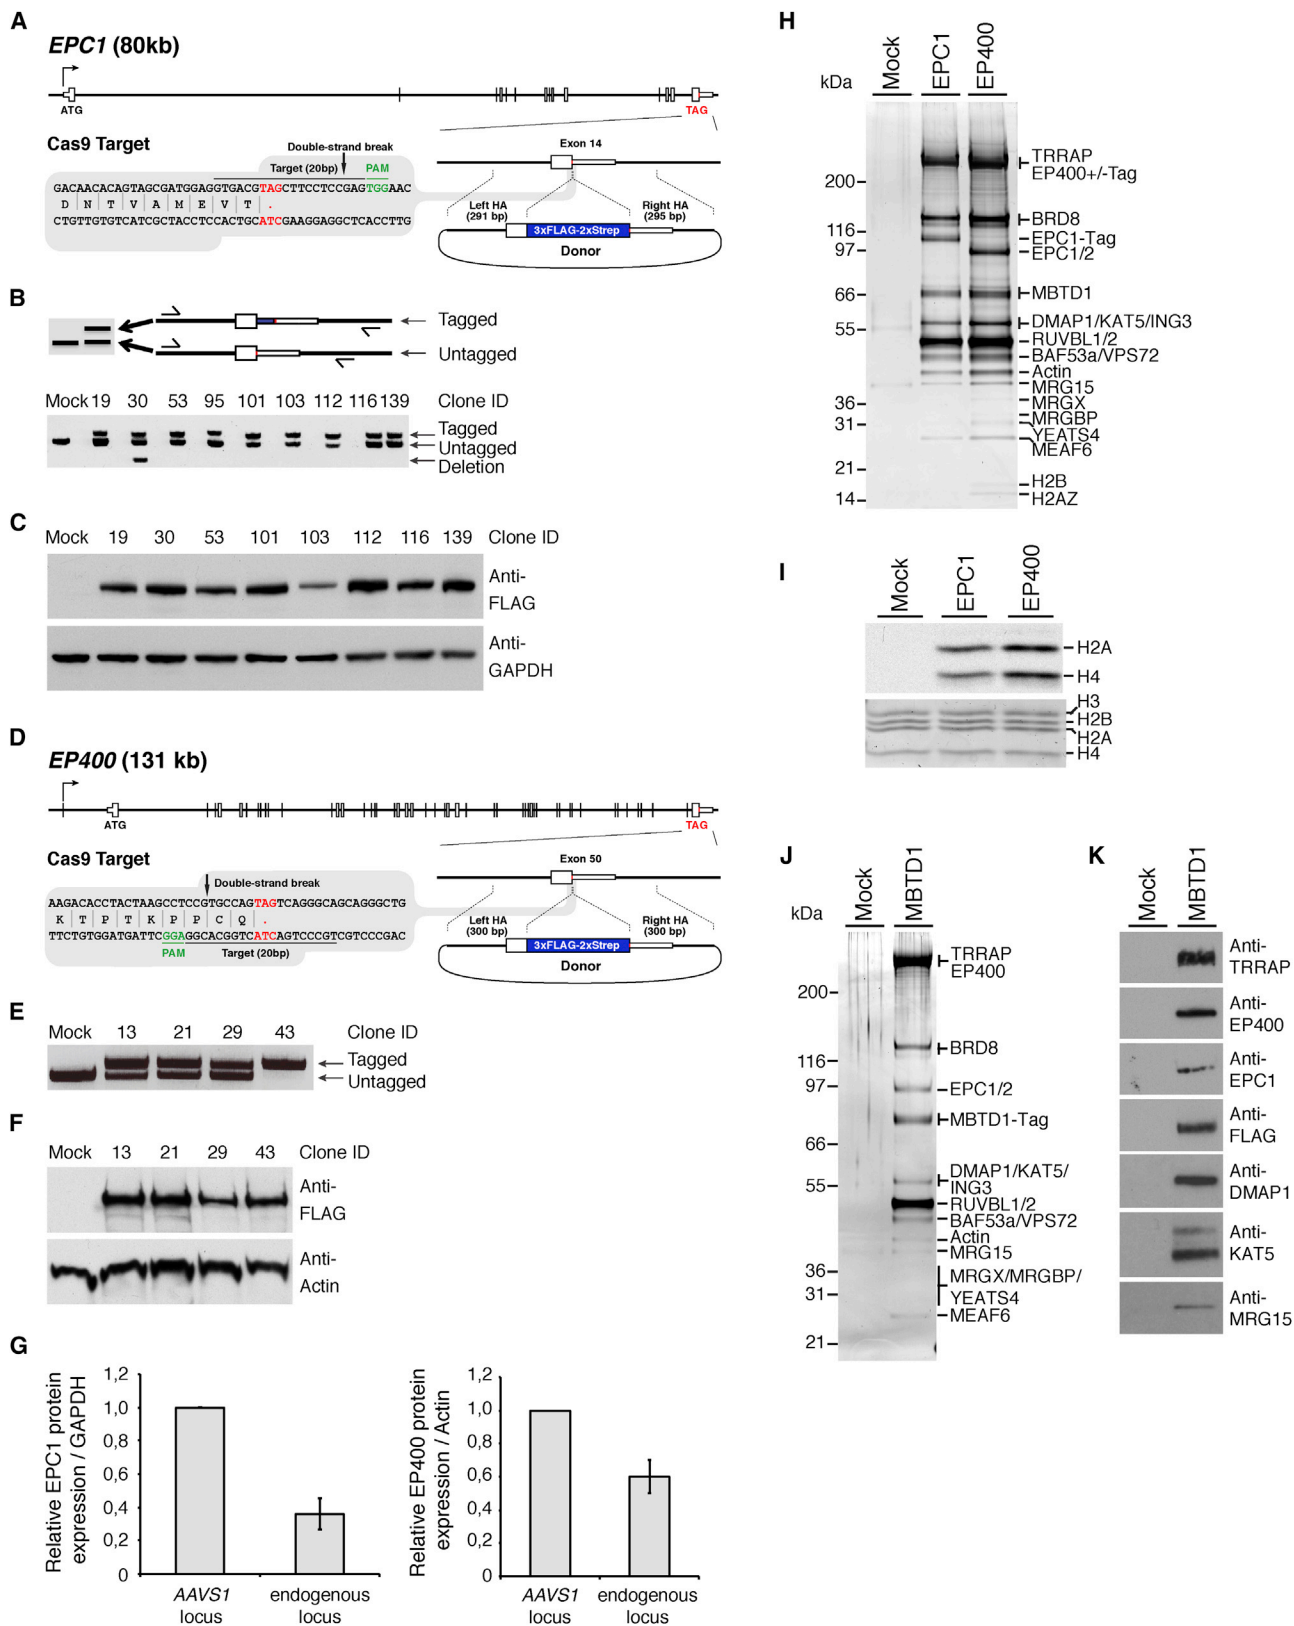 A
EPC1 (80kb)
ATG
TAG
Cas9 Target
Double-strand break
Target (20bp)
PAM
GACAACACAGTAGCGATGGAGGTGACGTAGCTTCCTCCGAGTGGAAC
D N T V A M E V T .
CTGTTGTGTCATCGCTACCTCCACTGCATCGAAGGAGGCTCACCTTG
Exon 14
Left HA
(291 bp)
Right HA
(295 bp)
3xFLAG-2xStrep
Donor
B
Tagged
Untagged
Mock 19 30 53 95 101 103 112 116 139 Clone ID
Tagged
Untagged
Deletion
C
Mock 19 30 53 101 103 112 116 139 Clone ID
Anti-
FLAG
Anti-
GAPDH
D
EP400 (131 kb)
ATG
TAG
Cas9 Target
Double-strand break
AAGACACCTACTAAGCCTCCGTGCCAGTAGTCAGGGCAGCAGGGCTG
K T P T K P P C Q .
TTCTGTGGATGATTCGGAGGCACGGTCATCAGTCCCGTCGTCCCGAC
PAM
Target (20bp)
Exon 50
Left HA
(300 bp)
Right HA
(300 bp)
3xFLAG-2xStrep
Donor
E
Mock 13 21 29 43 Clone ID
Tagged
Untagged
F
Mock 13 21 29 43 Clone ID
Anti-
FLAG
Anti-
Actin
G
Relative EPC1 protein
expression / GAPDH
1,2
1,0
0,8
0,6
0,4
0,2
0
AAVS1
locus
endogenous
locus
Relative EP400 protein
expression / Actin
1,2
1,0
0,8
0,6
0,4
0,2
0
AAVS1
locus
endogenous
locus
H
kDa
Mock
EPC1
EP400
200
116
97
66
55
36
31
21
14
TRRAP
EP400+/-Tag
BRD8
EPC1-Tag
EPC1/2
MBTD1
DMAP1/KAT5/ING3
RUVBL1/2
BAF53a/VPS72
Actin
MRG15
MRGX
MRGBP
YEATS4
MEAF6
H2B
H2AZ
I
Mock
EPC1
EP400
H2A
H4
H3
H2B
H2A
H4
J
kDa
Mock
MBTD1
200
116
97
66
55
36
31
21
TRRAP
EP400
BRD8
EPC1/2
MBTD1-Tag
DMAP1/KAT5/
ING3
RUVBL1/2
BAF53a/VPS72
Actin
MRG15
MRGX/MRGBP/
YEATS4
MEAF6
K
Mock
MBTD1
Anti-
TRRAP
Anti-
EP400
Anti-
EPC1
Anti-
FLAG
Anti-
DMAP1
Anti-
KAT5
Anti-
MRG15